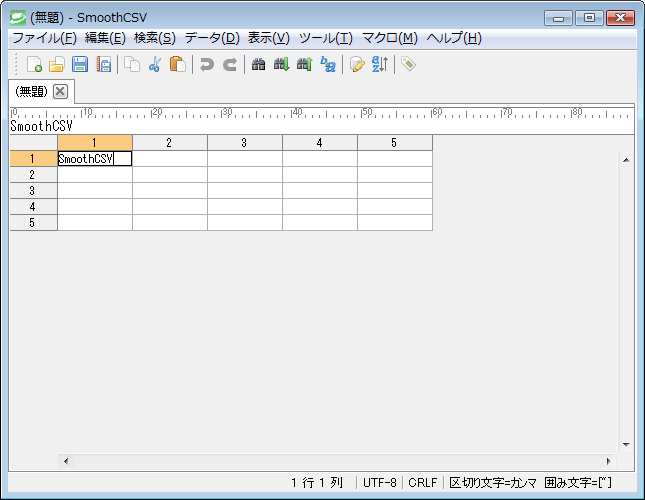 (無題) - SmoothCSV
ファイル(F) 編集(E) 検索(S) データ(D) 表示(V) ツール(T) マクロ(M) ヘルプ(H)
(無題)
0 10 20 30 40 50 60 70 80
SmoothCSV
1 2 3 4 5
1 SmoothCSV
2
3
4
5
1 行 1 列 UTF-8 CRLF 区切り文字=カンマ 囲み文字=["]